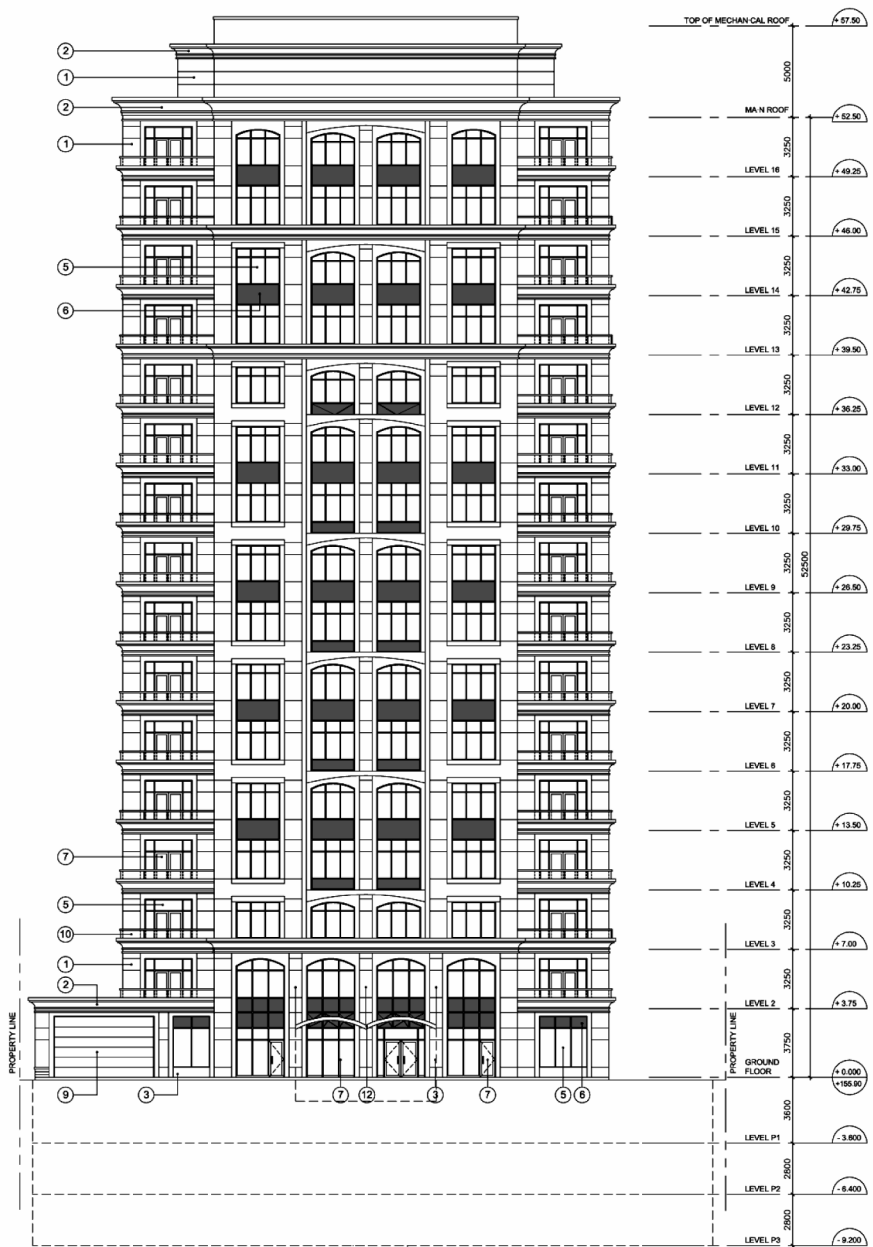 TOP OF MECHAN CAL ROOF + 57.50
2
1
5000
2
MA N ROOF + 52.50
1
3250
LEVEL 16 + 49.25
3250
LEVEL 15 + 46.00
5
3250
LEVEL 14 + 42.75
6
3250
LEVEL 13 + 39.50
3250
LEVEL 12 + 36.25
3250
LEVEL 11 + 33.00
3250
LEVEL 10 + 29.75
3250
52500
LEVEL 9 + 26.50
3250
LEVEL 8 + 23.25
3250
LEVEL 7 + 20.00
3250
LEVEL 6 + 17.75
3250
LEVEL 5 + 13.50
7
3250
LEVEL 4 + 10.25
5
3250
10
LEVEL 3 + 7.00
1
3250
2
LEVEL 2 + 3.75
PROPERTY LINE
PROPERTY LINE
3750
GROUND
FLOOR + 0.000
+155.90
9 3 7 12 3 7 5 6
3600
LEVEL P1 - 3.600
2800
LEVEL P2 - 6.400
2800
LEVEL P3 - 9.200